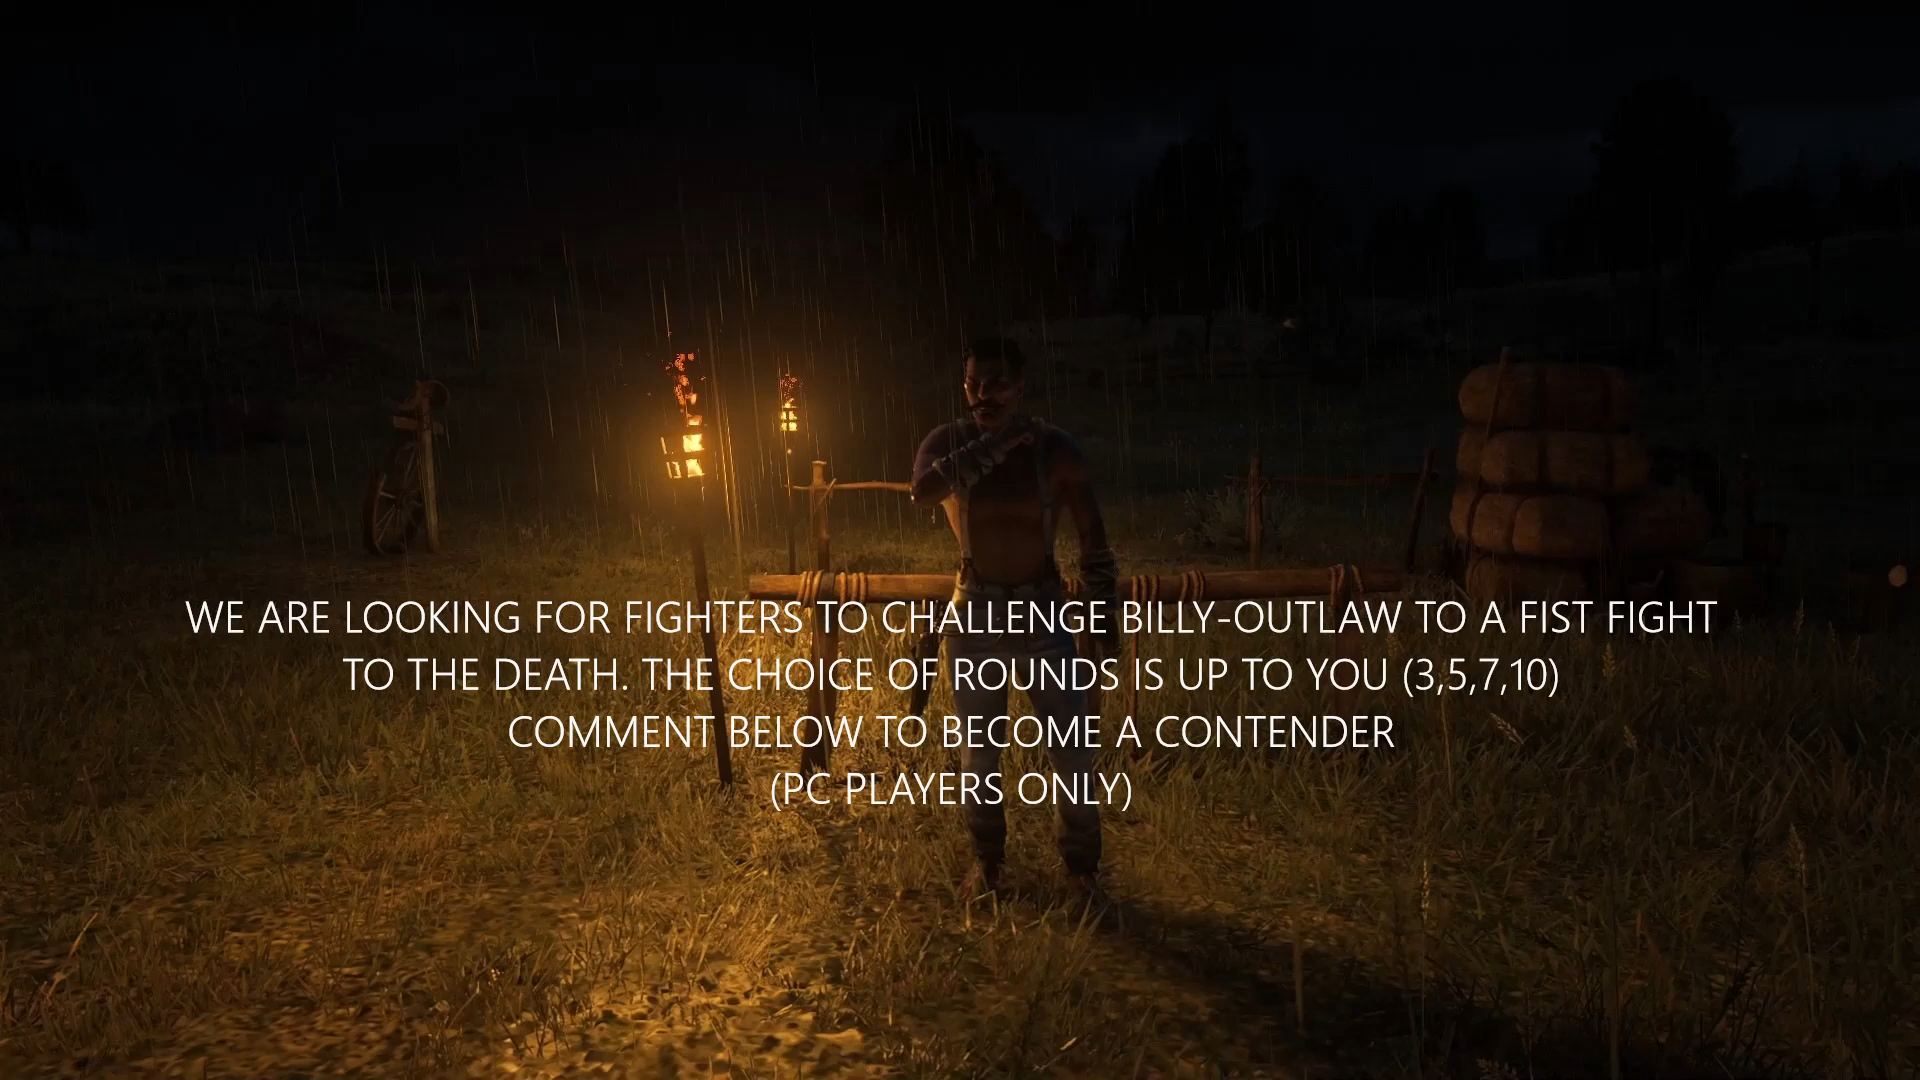 WE ARE LOOKING FOR FIGHTERS TO CHALLENGE BILLY-OUTLAW TO A FIST FIGHT
TO THE DEATH. THE CHOICE OF ROUNDS IS UP TO YOU (3,5,7,10)
COMMENT BELOW TO BECOME A CONTENDER
(PC PLAYERS ONLY)